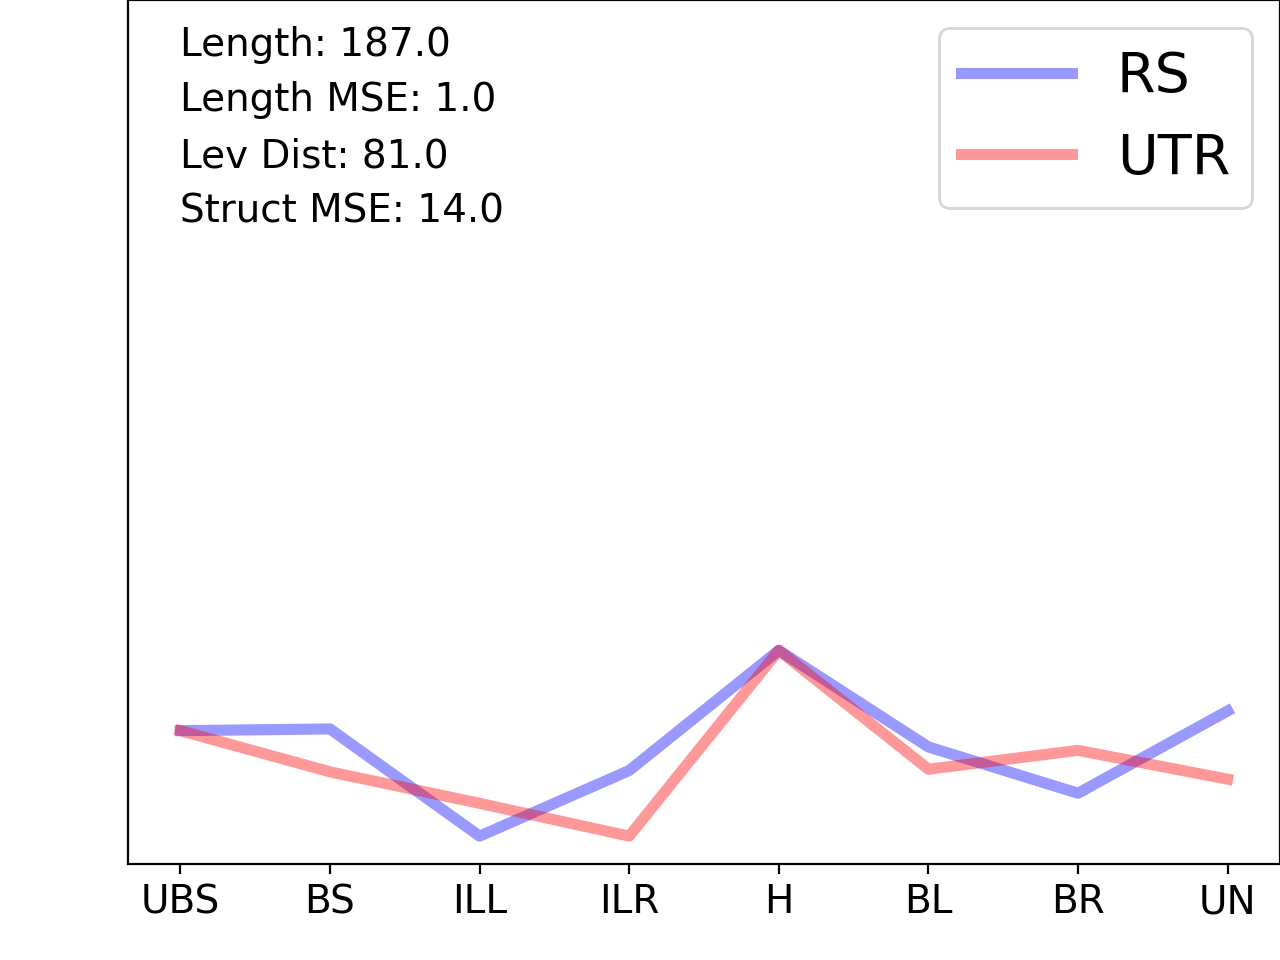 Length: 187.0
Length MSE: 1.0
Lev Dist: 81.0
Struct MSE: 14.0
RS
UTR
UBS BS ILL ILR H BL BR UN